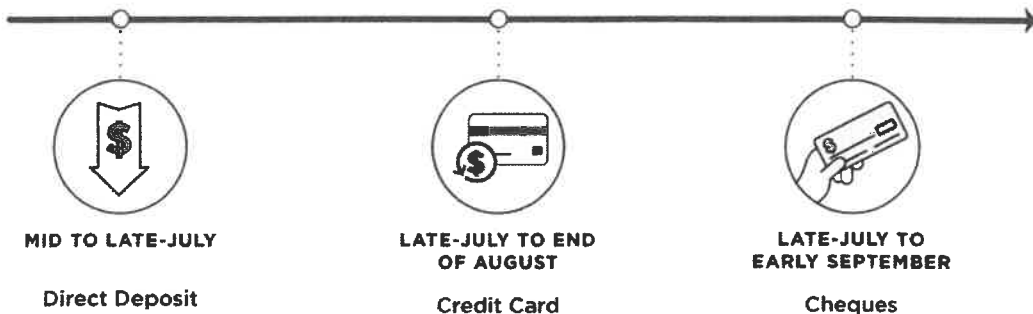 MID TO LATE-JULY
Direct Deposit
LATE-JULY TO END
OF AUGUST
Credit Card
LATE-JULY TO
EARLY SEPTEMBER
Cheques